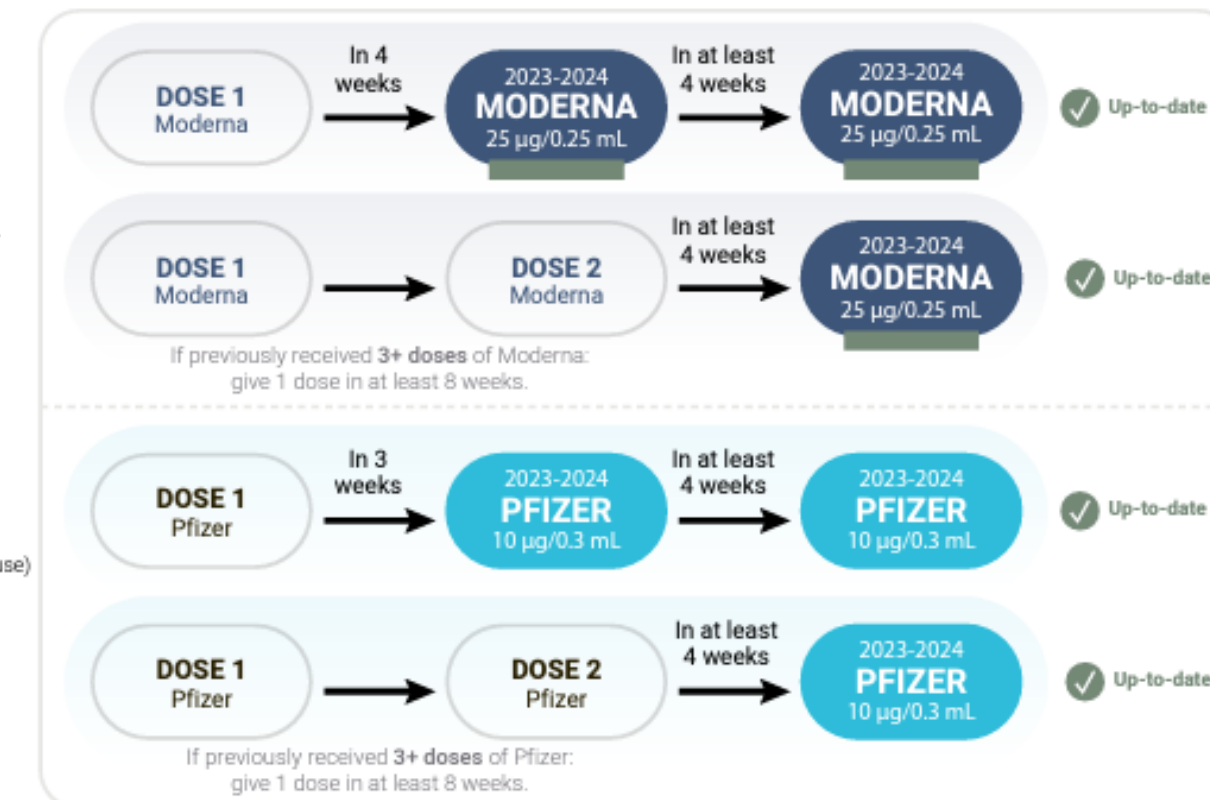 In 4
weeks
In at least
4 weeks
DOSE 1
Moderna
2023-2024
MODERNA
25 µg/0.25 mL
2023-2024
MODERNA
25 µg/0.25 mL
Up-to-date
In at least
4 weeks
DOSE 1
Moderna
DOSE 2
Moderna
2023-2024
MODERNA
25 µg/0.25 mL
Up-to-date
If previously received 3+ doses of Moderna:
give 1 dose in at least 8 weeks.
In 3
weeks
In at least
4 weeks
DOSE 1
Pfizer
2023-2024
PFIZER
10 µg/0.3 mL
2023-2024
PFIZER
10 µg/0.3 mL
Up-to-date
use)
In at least
4 weeks
DOSE 1
Pfizer
DOSE 2
Pfizer
2023-2024
PFIZER
10 µg/0.3 mL
Up-to-date
If previously received 3+ doses of Pfizer:
give 1 dose in at least 8 weeks.